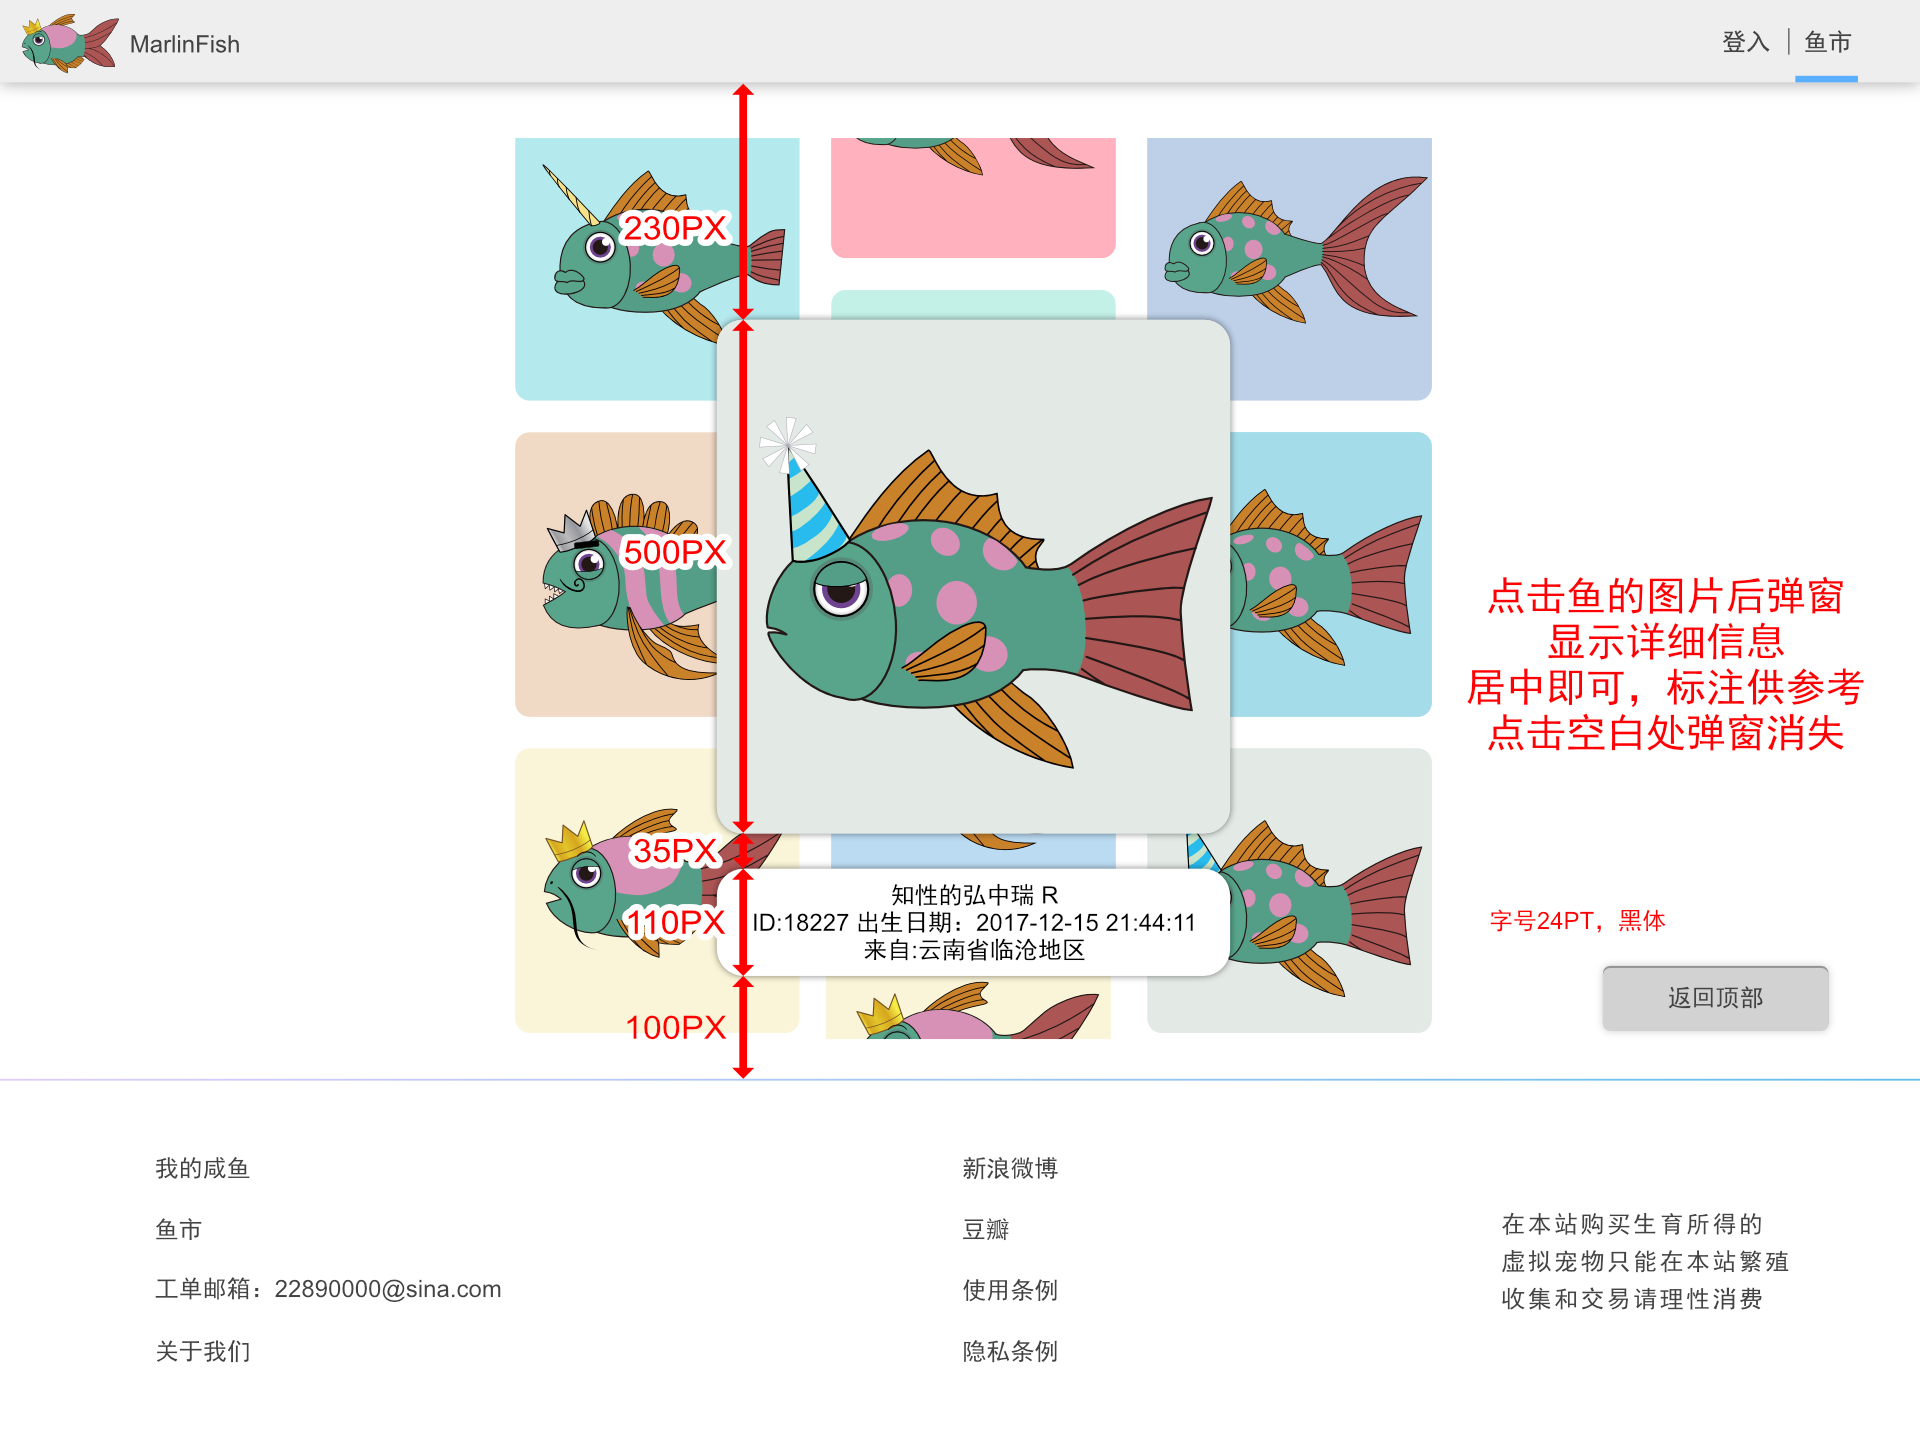 MarlinFish
登入
鱼市
230PX
500PX
点击鱼的图片后弹窗
显示详细信息
居中即可，标注供参考
点击空白处弹窗消失
35PX
110PX
知性的弘中瑞 R
ID:18227 出生日期：2017-12-15 21:44:11
来自:云南省临沧地区
字号24PT，黑体
100PX
返回顶部
我的咸鱼
鱼市
工单邮箱：22890000@sina.com
关于我们
新浪微博
豆瓣
使用条例
隐私条例
在本站购买生育所得的
虚拟宠物只能在本站繁殖
收集和交易请理性消费